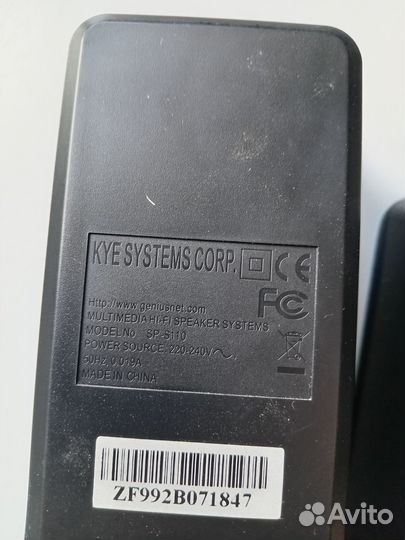 KYE SYSTEMS CORP. CE
Http://www.geniusnet.com
FC
MULTIMEDIA HI-FI SPEAKER SYSTEMS
MODEL No. SP-S110
POWER SOURCE: 220-240V~
50Hz 0.019A
MADE IN CHINA
ZF992B071847
Avito